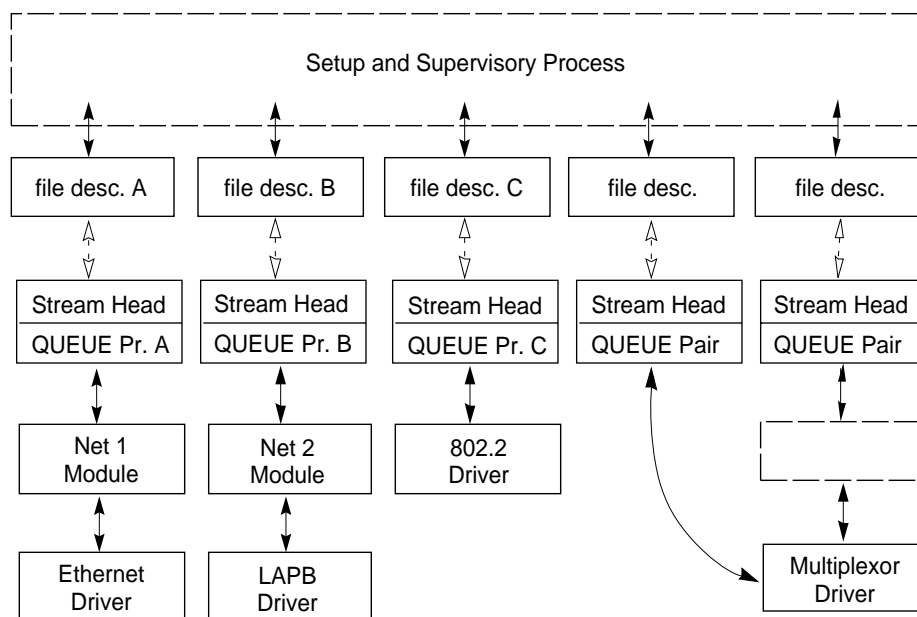 Setup and Supervisory Process
file desc. A
file desc. B
file desc. C
file desc.
file desc.
Stream Head
QUEUE Pr. A
Stream Head
QUEUE Pr. B
Stream Head
QUEUE Pr. C
Stream Head
QUEUE Pair
Stream Head
QUEUE Pair
Net 1
Module
Net 2
Module
802.2
Driver
Ethernet
Driver
LAPB
Driver
Multiplexor
Driver